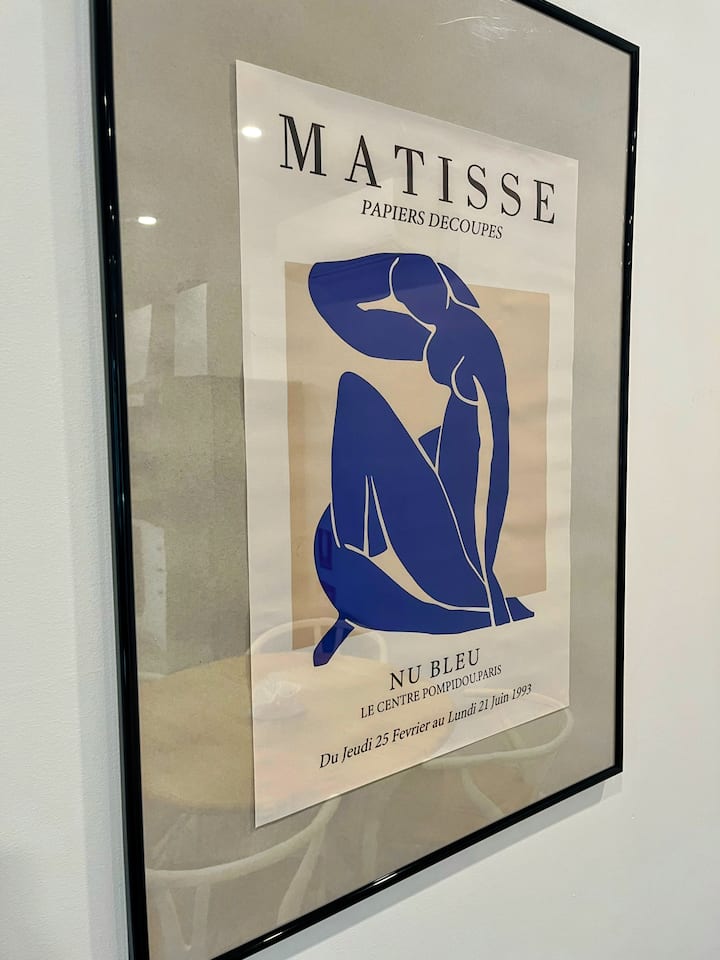 MATISSE
PAPIERS DECOUPES
NU BLEU
LE CENTRE POMPIDOU.PARIS
Du Jeudi 25 Fevrier au Lundi 21 Juin 1993